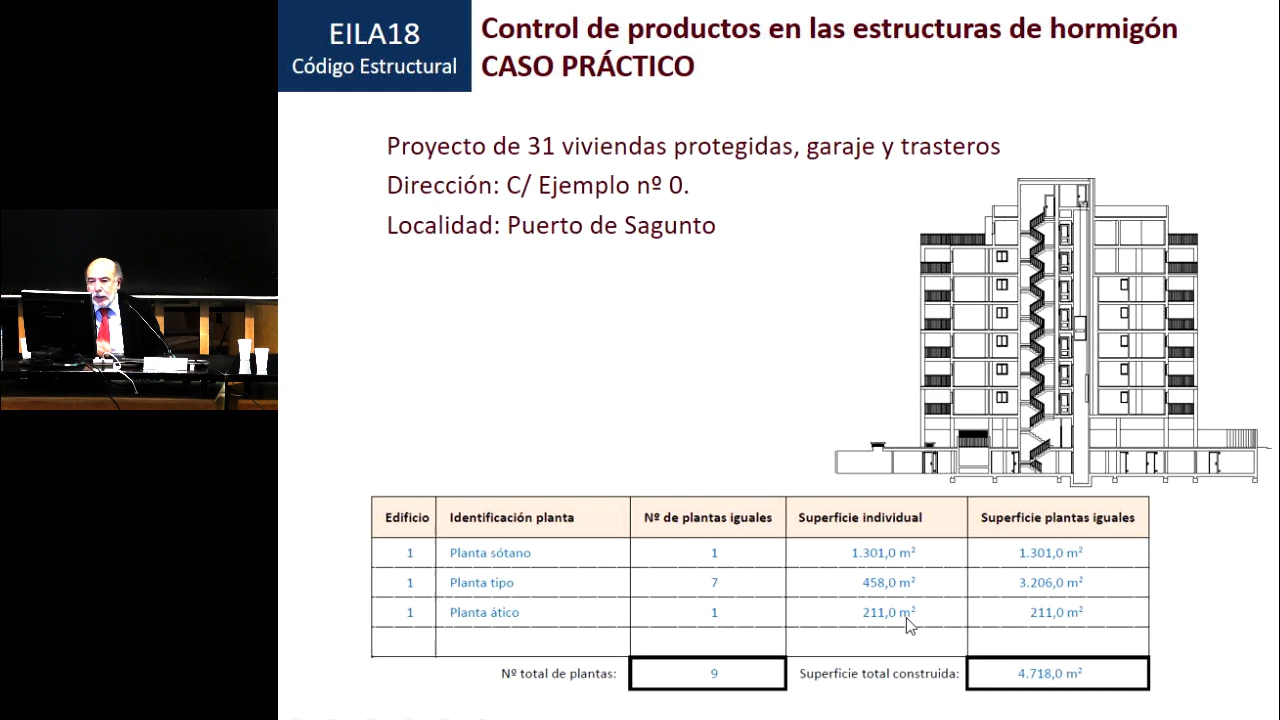 EILA18
Código Estructural
Control de productos en las estructuras de hormigón
CASO PRÁCTICO
Proyecto de 31 viviendas protegidas, garaje y trasteros
Dirección: C/ Ejemplo nº 0.
Localidad: Puerto de Sagunto
Edificio Identificación planta Nº de plantas iguales Superficie individual Superficie plantas iguales
1 Planta sótano 1 1.301,0 m² 1.301,0 m²
1 Planta tipo 7 458,0 m² 3.206,0 m²
1 Planta ático 1 211,0 m² 211,0 m²
Nº total de plantas: 9 Superficie total construida: 4.718,0 m²